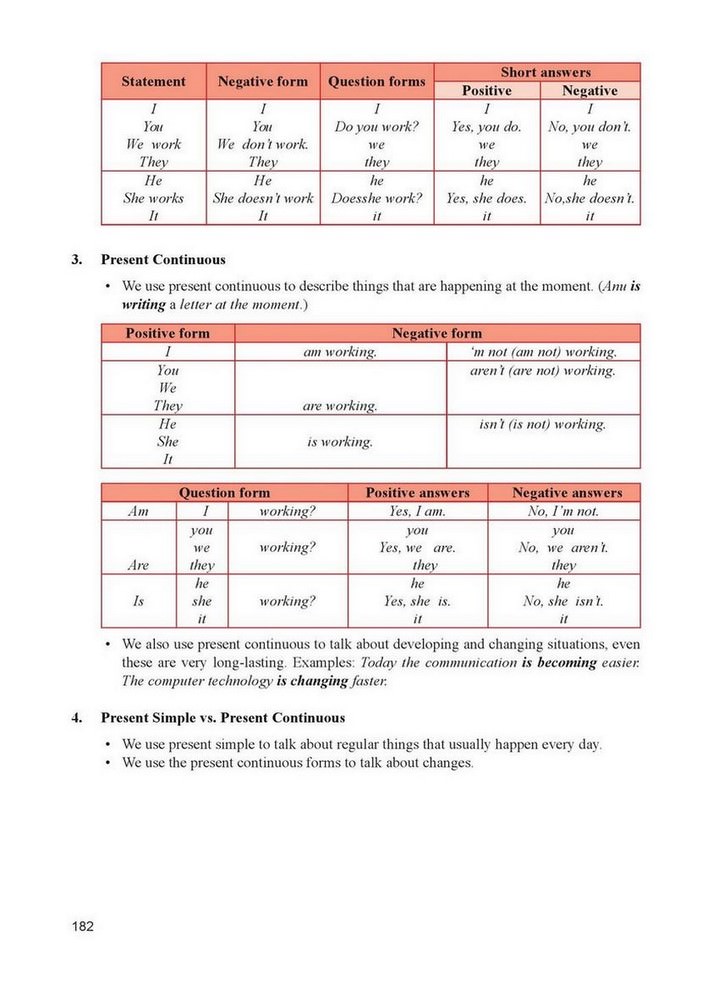 Statement Negative form Question forms Short answers
Positive Negative
I I I I I
You You Do you work? Yes, you do. No, you don't.
We work We don't work. we we we
They They they they they
He He he he he
She works She doesn't work Doesshe work? Yes, she does. No,she doesn't.
It It it it it
3. Present Continuous
• We use present continuous to describe things that are happening at the moment. (Anu is
writing a letter at the moment.)
Positive form Negative form
I am working. 'm not (am not) working.
You aren't (are not) working.
We
They are working.
He isn't (is not) working.
She is working.
It
Question form Positive answers Negative answers
Am I working? Yes, I am. No, I'm not.
you you you
we working? Yes, we are. No, we aren't.
Are they they they
he he he
Is she working? Yes, she is. No, she isn't.
it it it
• We also use present continuous to talk about developing and changing situations, even
these are very long-lasting. Examples: Today the communication is becoming easier.
The computer technology is changing faster.
4. Present Simple vs. Present Continuous
• We use present simple to talk about regular things that usually happen every day.
• We use the present continuous forms to talk about changes.
182